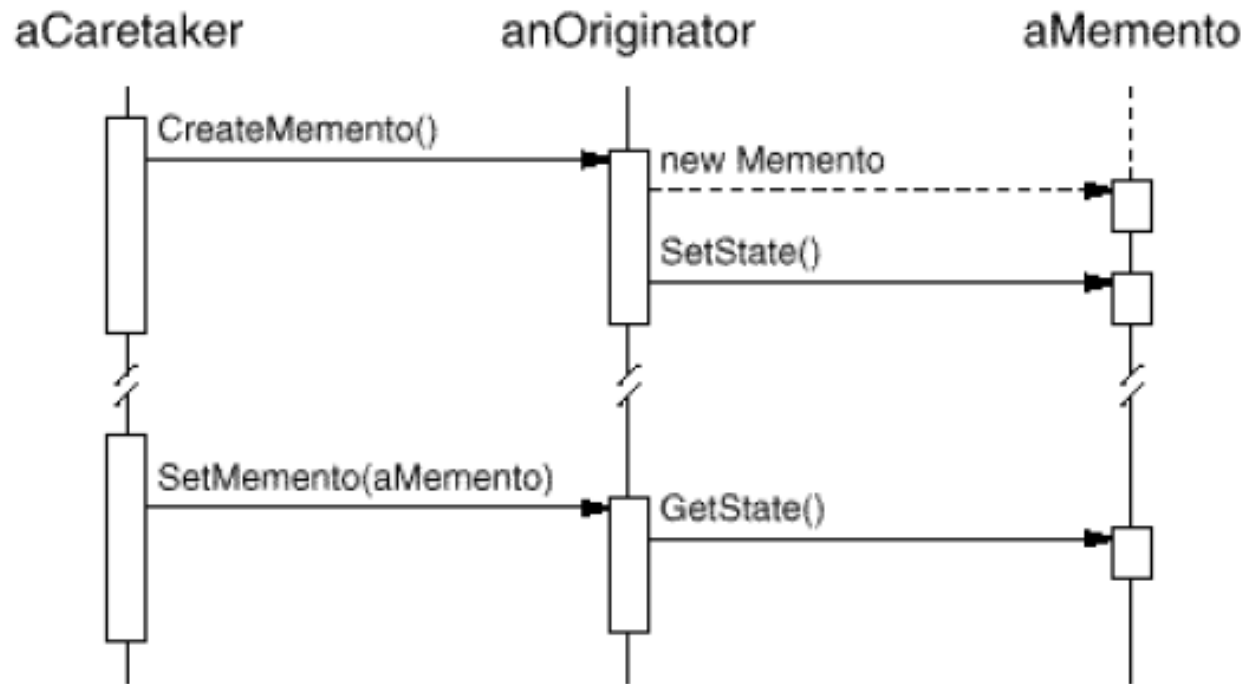 aCaretaker anOriginator aMemento
CreateMemento()
new Memento
SetState()
SetMemento(aMemento)
GetState()